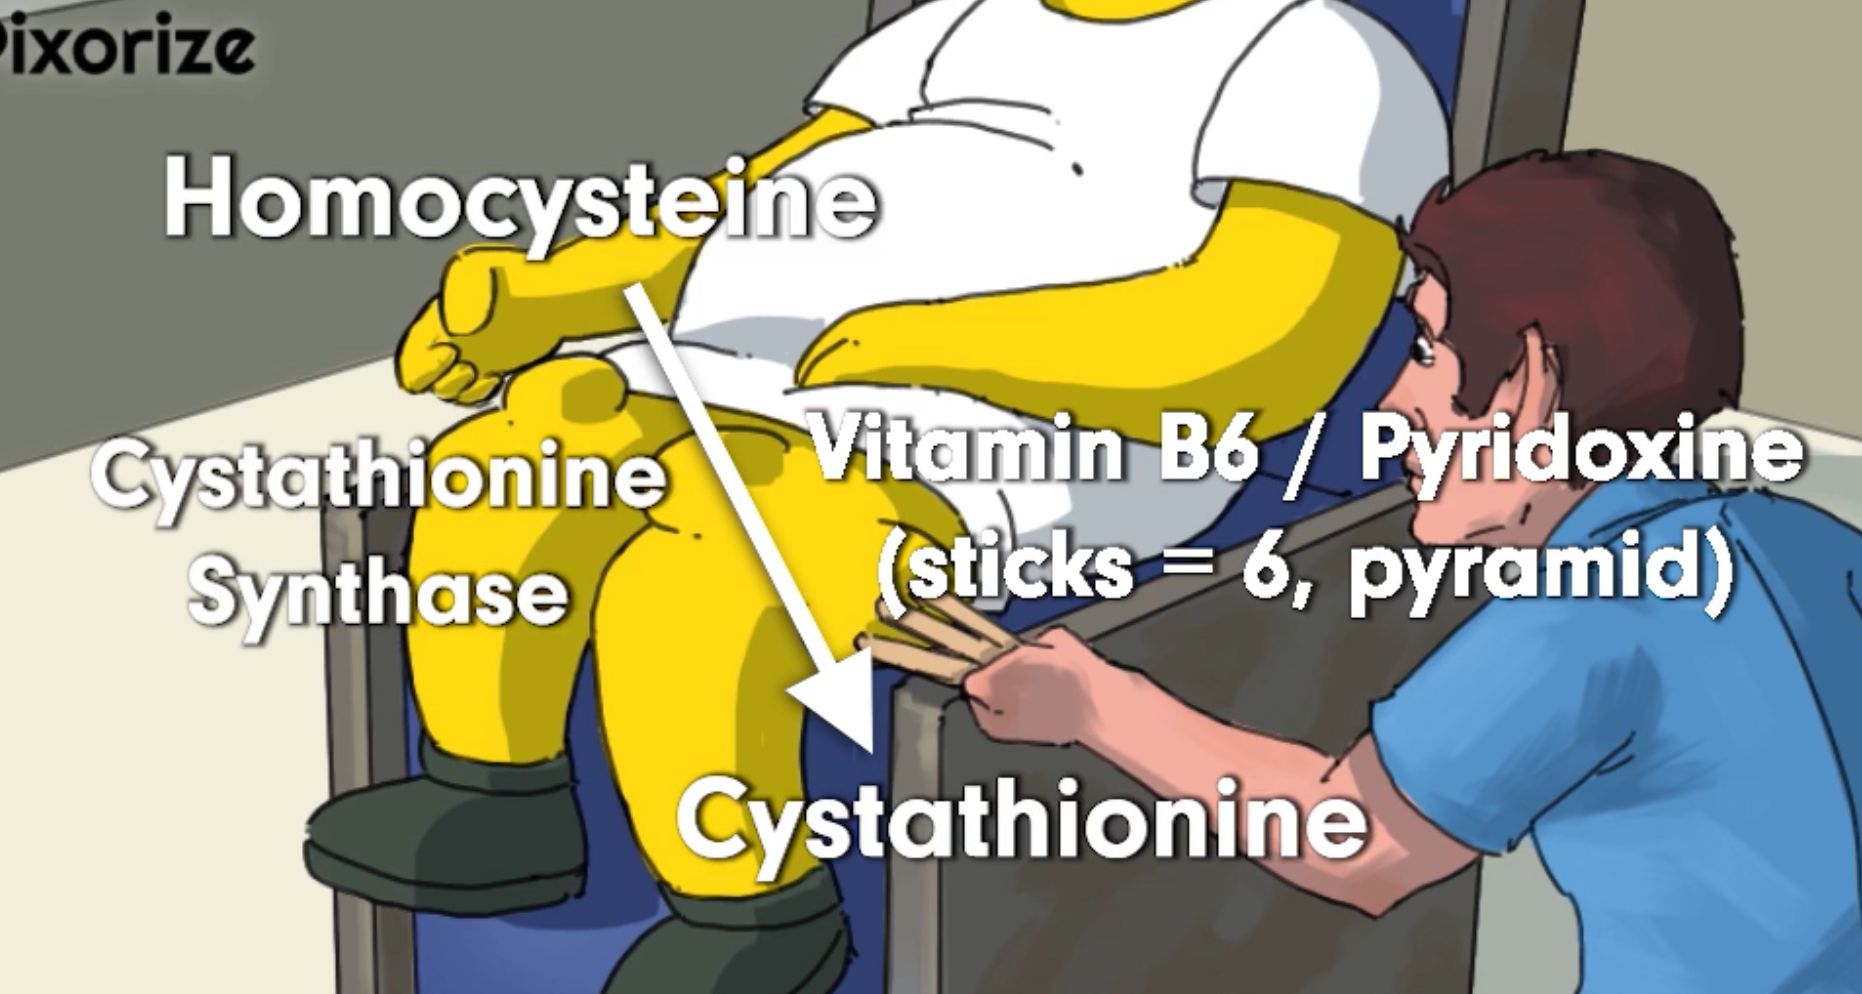 Pixorize
Homocysteine
Cystathionine
Synthase
Vitamin B6 / Pyridoxine
(sticks = 6, pyramid)
Cystathionine